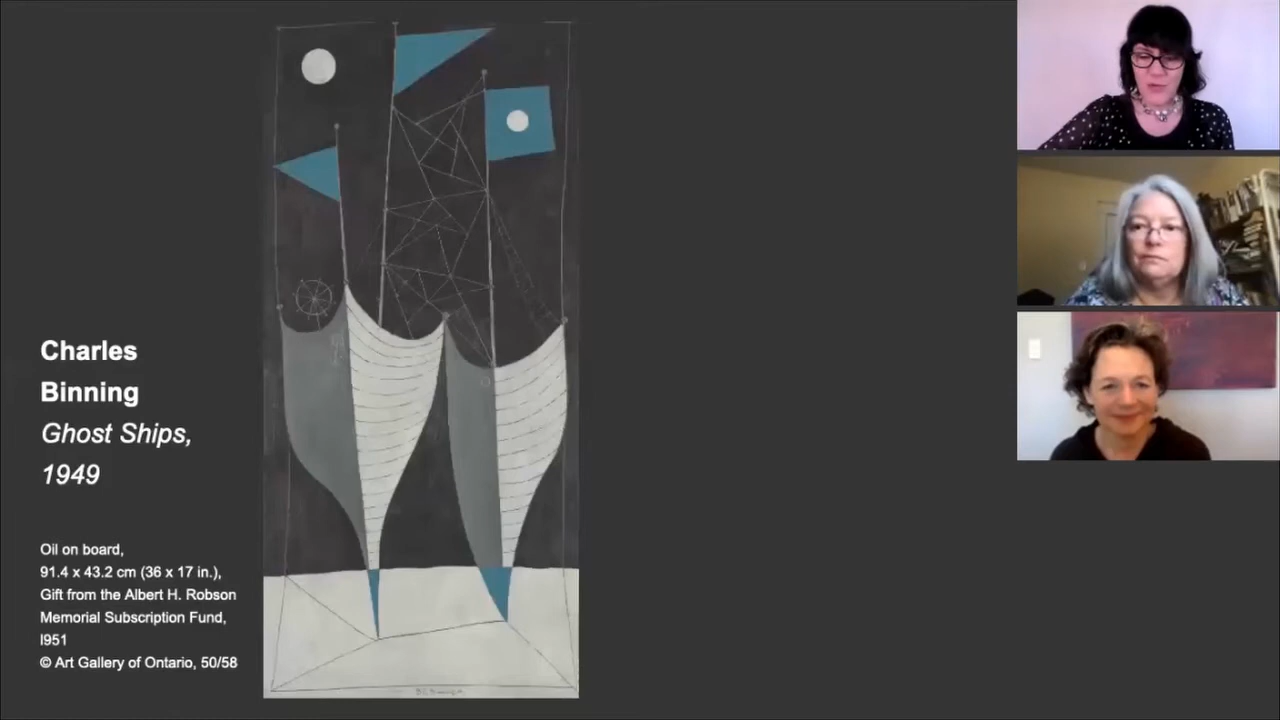 Charles
Binning
Ghost Ships,
1949
Oil on board,
91.4 x 43.2 cm (36 x 17 in.),
Gift from the Albert H. Robson
Memorial Subscription Fund,
I951
© Art Gallery of Ontario, 50/58